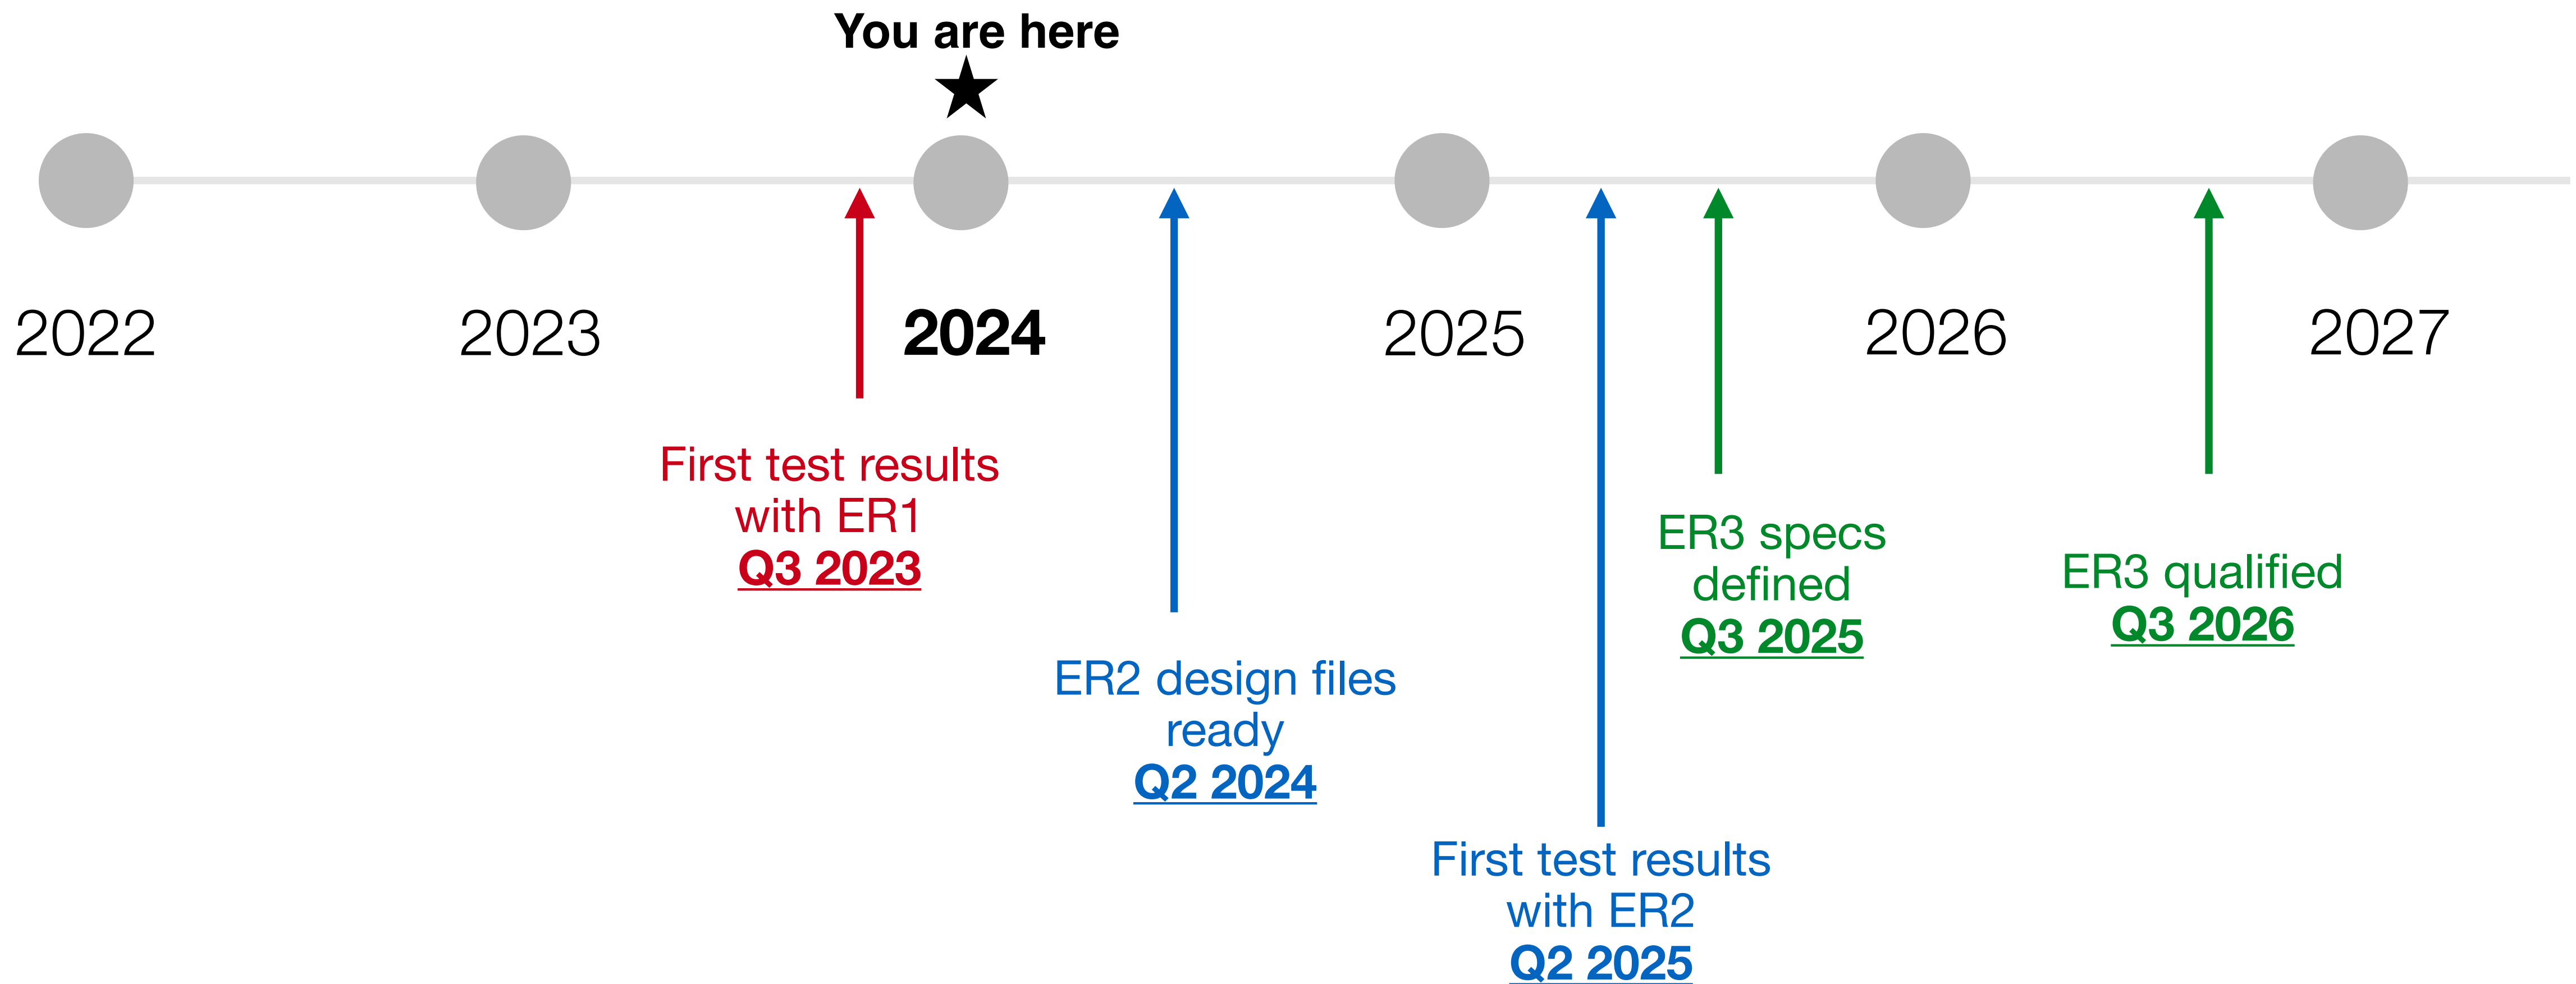 You are here
2022
2023
2024
2025
2026
2027
First test results
with ER1
Q3 2023
ER2 design files
ready
Q2 2024
First test results
with ER2
Q2 2025
ER3 specs
defined
Q3 2025
ER3 qualified
Q3 2026